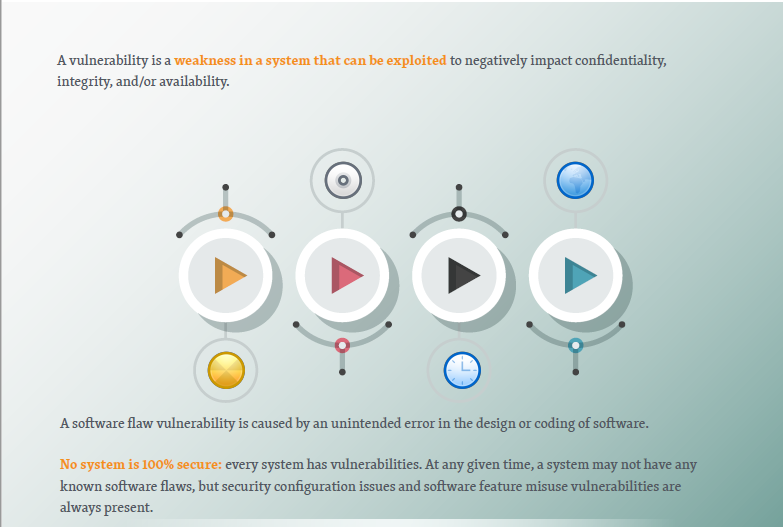 A vulnerability is a weakness in a system that can be exploited to negatively impact confidentiality,
integrity, and/or availability.
A software flaw vulnerability is caused by an unintended error in the design or coding of software.
No system is 100% secure: every system has vulnerabilities. At any given time, a system may not have any
known software flaws, but security configuration issues and software feature misuse vulnerabilities are
always present.